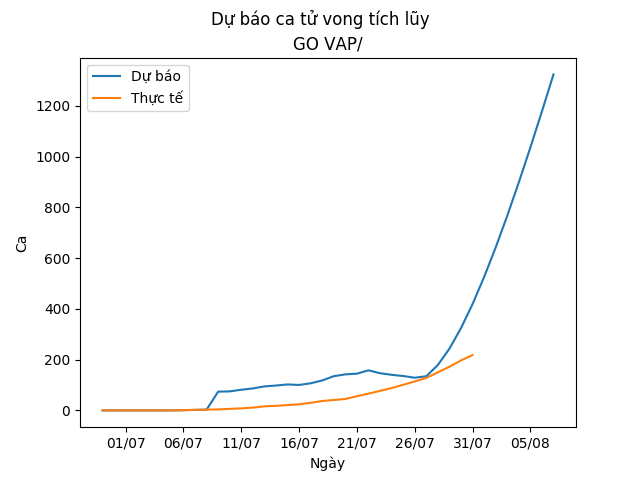 Dự báo ca tử vong tích lũy
GO VAP/
Dự báo
Thực tế
1200
1000
800
600
400
200
0
Ca
01/07 06/07 11/07 16/07 21/07 26/07 31/07 05/08
Ngày